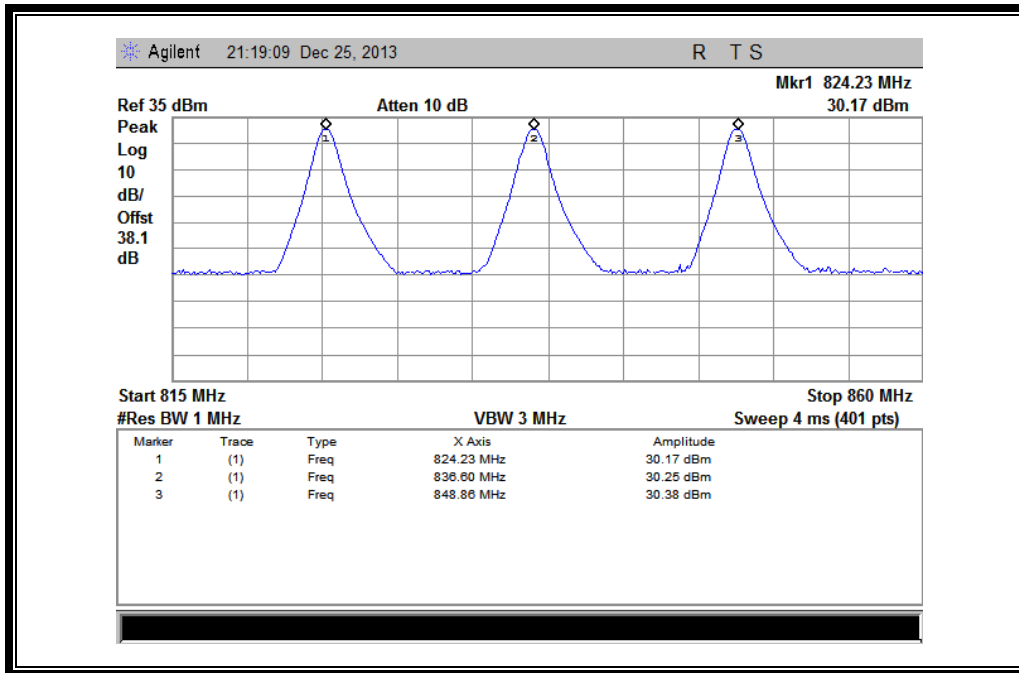 Agilent 21:19:09 Dec 25, 2013 R T S
Mkr1 824.23 MHz
Ref 35 dBm Atten 10 dB 30.17 dBm
Peak
Log
10
dB/
Offst
38.1
dB
1 2 3
Start 815 MHz Stop 860 MHz
#Res BW 1 MHz VBW 3 MHz Sweep 4 ms (401 pts)
Marker Trace Type X Axis Amplitude
1 (1) Freq 824.23 MHz 30.17 dBm
2 (1) Freq 836.60 MHz 30.25 dBm
3 (1) Freq 848.86 MHz 30.38 dBm